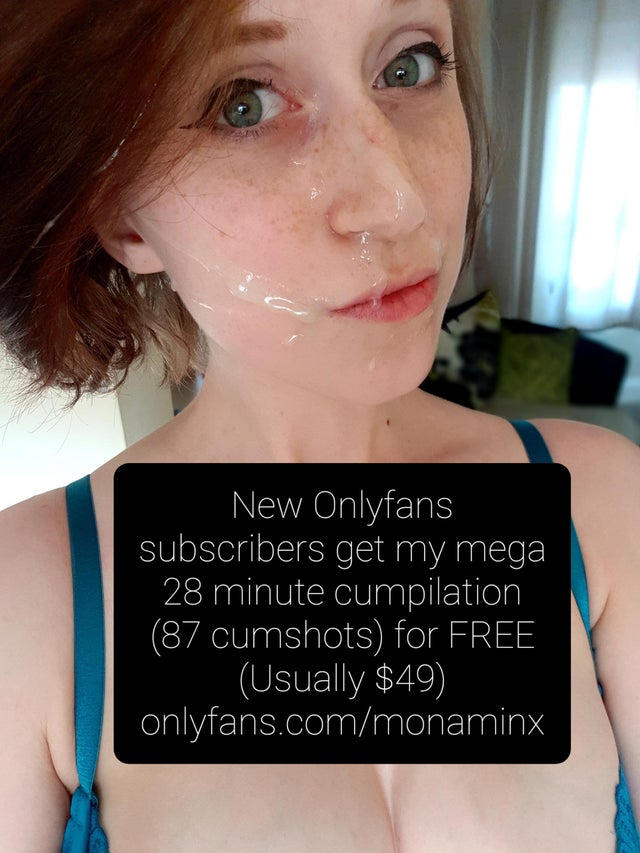 New Onlyfans
subscribers get my mega
28 minute cumpilation
(87 cumshots) for FREE
(Usually $49)
onlyfans.com/monaminx